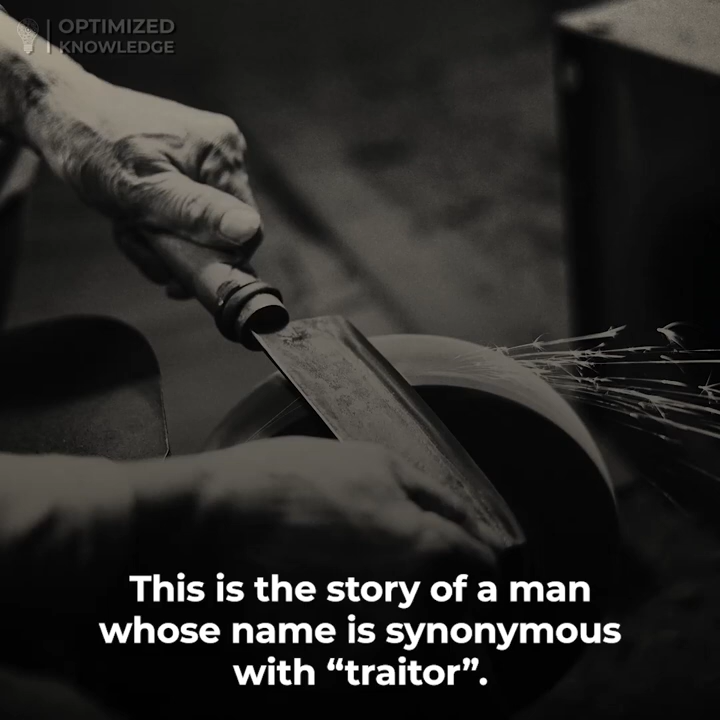 OPTIMIZED
KNOWLEDGE
This is the story of a man
whose name is synonymous
with “traitor”.